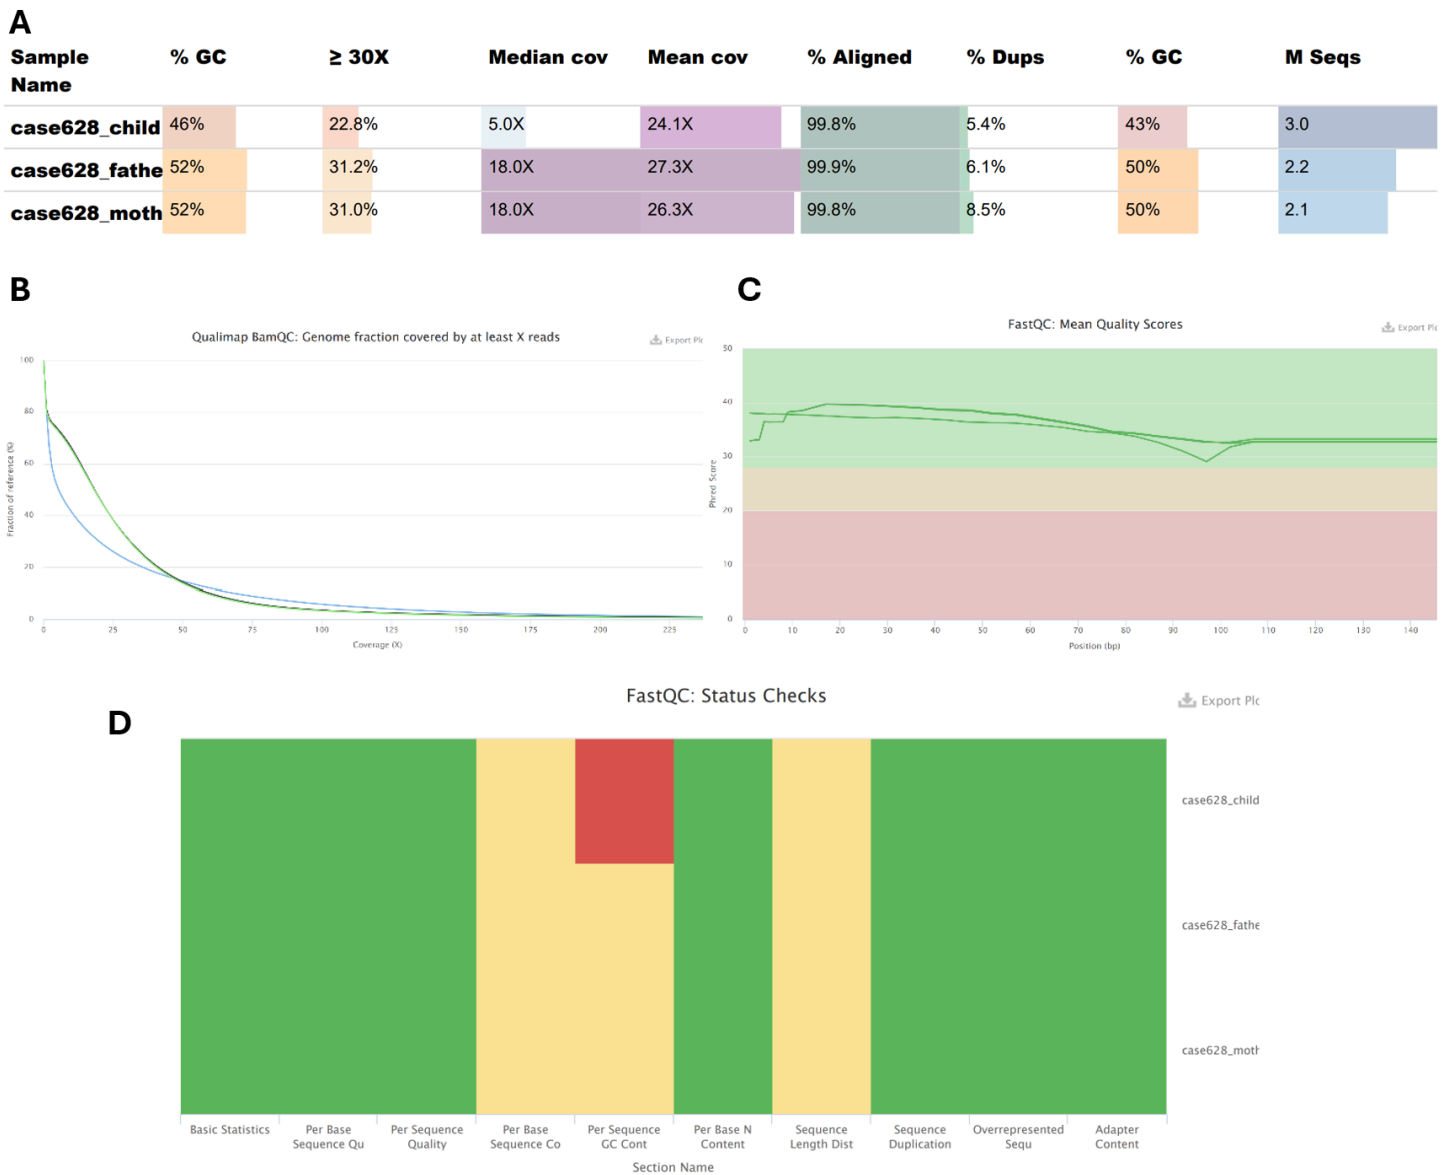 A
Sample Name % GC ≥ 30X Median cov Mean cov % Aligned % Dups % GC M Seqs
case628_child 46% 22.8% 5.0X 24.1X 99.8% 5.4% 43% 3.0
case628_fathe 52% 31.2% 18.0X 27.3X 99.9% 6.1% 50% 2.2
case628_moth 52% 31.0% 18.0X 26.3X 99.8% 8.5% 50% 2.1
B
Qualimap BamQC: Genome fraction covered by at least X reads
Export Plc
Fraction of reference (%)
100
80
60
40
20
0
0 25 50 75 100 125 150 175 200 225
Coverage (X)
C
FastQC: Mean Quality Scores
Export Plc
Phred Score
50
40
30
20
10
0
0 10 20 30 40 50 60 70 80 90 100 110 120 130 140
Position (bp)
D
FastQC: Status Checks
Export Plc
case628_child
case628_fathe
case628_moth
Basic Statistics
Per Base Sequence Qu
Per Sequence Quality
Per Base Sequence Co
Per Sequence GC Cont
Per Base N Content
Sequence Length Dist
Sequence Duplication
Overrepresented Sequ
Adapter Content
Section Name